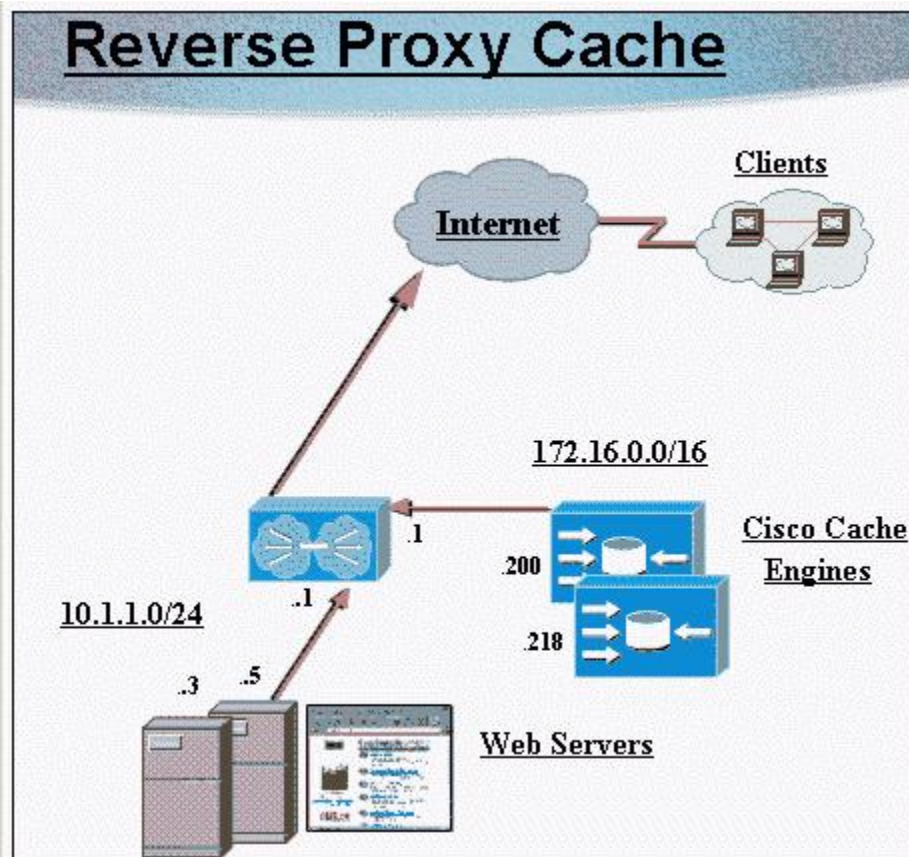 Reverse Proxy Cache
Clients
Internet
172.16.0.0/16
.1
Cisco Cache
Engines
.200
..1
10.1.1.0/24
.218
..3
..5
Web Servers